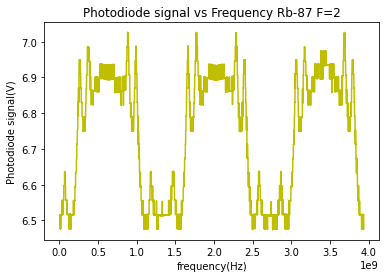 Photodiode signal vs Frequency Rb-87 F=2
Photodiode signal(V)
7.0
6.9
6.8
6.7
6.6
6.5
0.0 0.5 1.0 1.5 2.0 2.5 3.0 3.5 4.0
1e9
frequency(Hz)